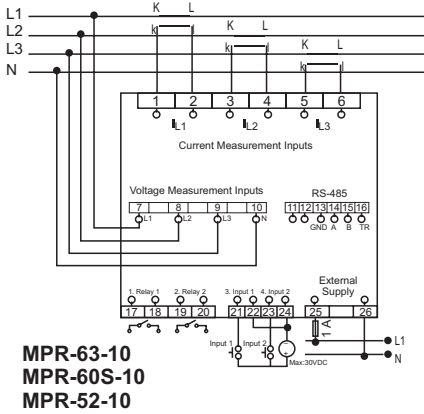 L1 K L
L2 K L
L3 K L
N k l k l k l
1 2 3 4 5 6
IL1 IL2 IL3
Current Measurement Inputs
Voltage Measurement Inputs RS-485
7 8 9 10 11 12 13 14 15 16
L1 L2 L3 N GND A B TR
External
Supply
1. Relay 1 2. Relay 2 3. Input 1 4. Input 2
17 18 19 20 21 22 23 24 25 26
1 A
Input 1 Input 2 L1
Max:30VDC N
MPR-63-10
MPR-60S-10
MPR-52-10